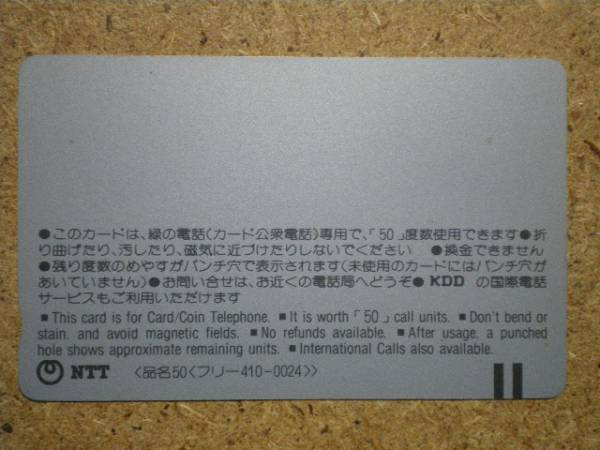 ●このカードは、緑の電話(カード公衆電話)専用で、｢50｣度数使用できます●折
り曲げたり、汚したり、磁気に近づけたりしないでください　●換金できません
●残り度数のめやすがパンチ穴で表示されます(未使用のカードにはパンチ穴が
あいていません)●お問い合せは、お近くの電話局へどうぞ● KDD の国際電話
サービスもご利用いただけます
■ This card is for Card/Coin Telephone. ■ It is worth ｢50｣ call units. ■ Don't bend or
stain. and avoid magnetic fields. ■ No refunds available. ■ After usage, a punched
hole shows approximate remaining units. ■ International Calls also available.
NTT 〈品名50〈フリー410-0024〉〉